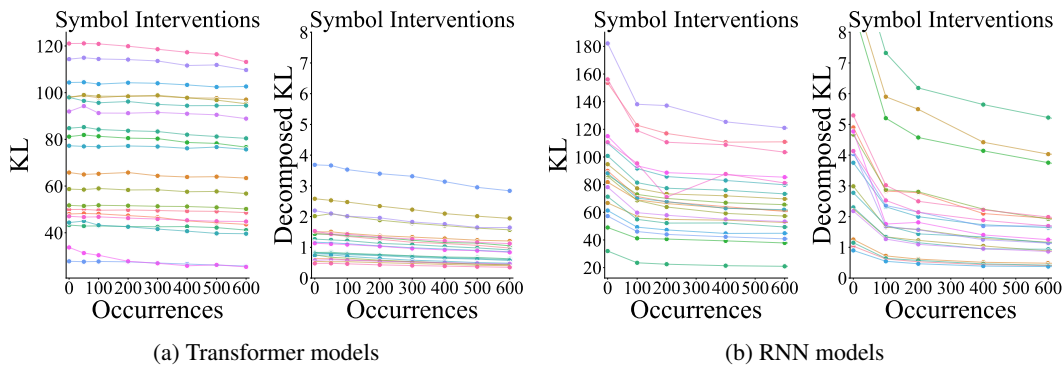 Symbol Interventions
KL
120
100
80
60
40
0 100 200 300 400 500 600
Occurrences
Symbol Interventions
Decomposed KL
8
7
6
5
4
3
2
1
0
0 100 200 300 400 500 600
Occurrences
(a) Transformer models
Symbol Interventions
KL
180
160
140
120
100
80
60
40
20
0 100 200 300 400 500 600
Occurrences
Symbol Interventions
Decomposed KL
8
7
6
5
4
3
2
1
0
0 100 200 300 400 500 600
Occurrences
(b) RNN models